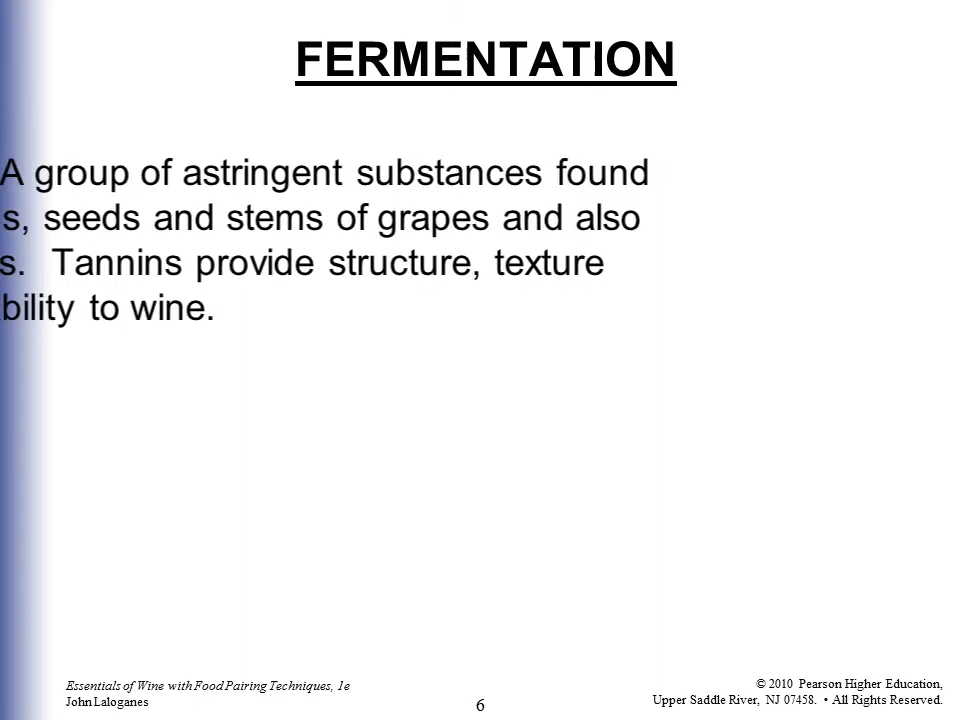 FERMENTATION
A group of astringent substances found
s, seeds and stems of grapes and also
s. Tannins provide structure, texture
bility to wine.
Essentials of Wine with Food Pairing Techniques, 1e
John Laloganes
6
© 2010 Pearson Higher Education,
Upper Saddle River, NJ 07458. • All Rights Reserved.